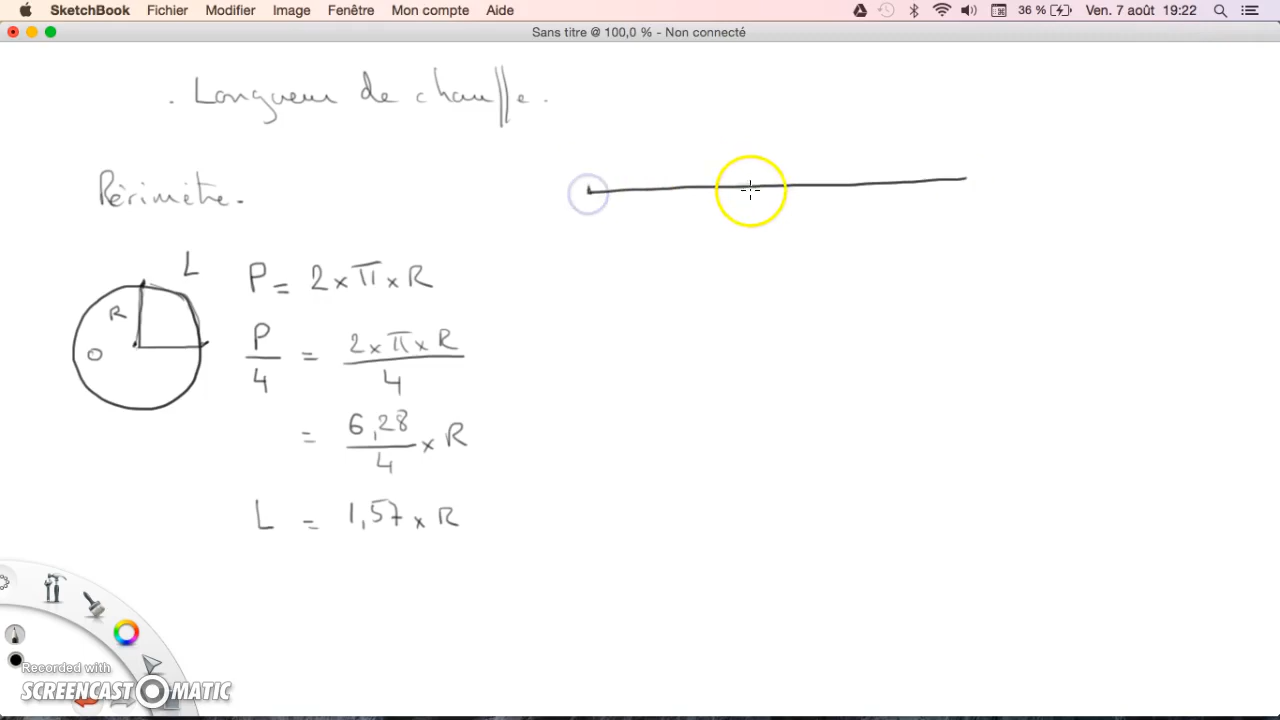 SketchBook Fichier Modifier Image Fenêtre Mon compte Aide 36 % Ven. 7 août 19:22
Sans titre @ 100,0 % - Non connecté
. Longueur de chauffe.
Périmètre.
L
R
O
P = 2 × π × R
P/4 = 2 × π × R / 4
= 6,28/4 × R
L = 1,57 × R
Recorded with
SCREENCAST O MATIC